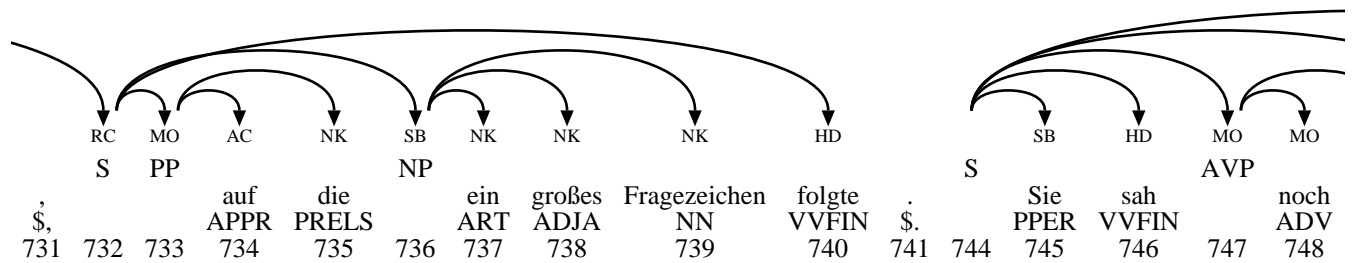 RC MO AC NK SB NK NK NK HD SB HD MO MO
S PP NP S AVP
, auf die ein großes Fragezeichen folgte . Sie sah noch
$, APPR PRELS ART ADJA NN VVFIN $. PPER VVFIN ADV
731 732 733 734 735 736 737 738 739 740 741 744 745 746 747 748